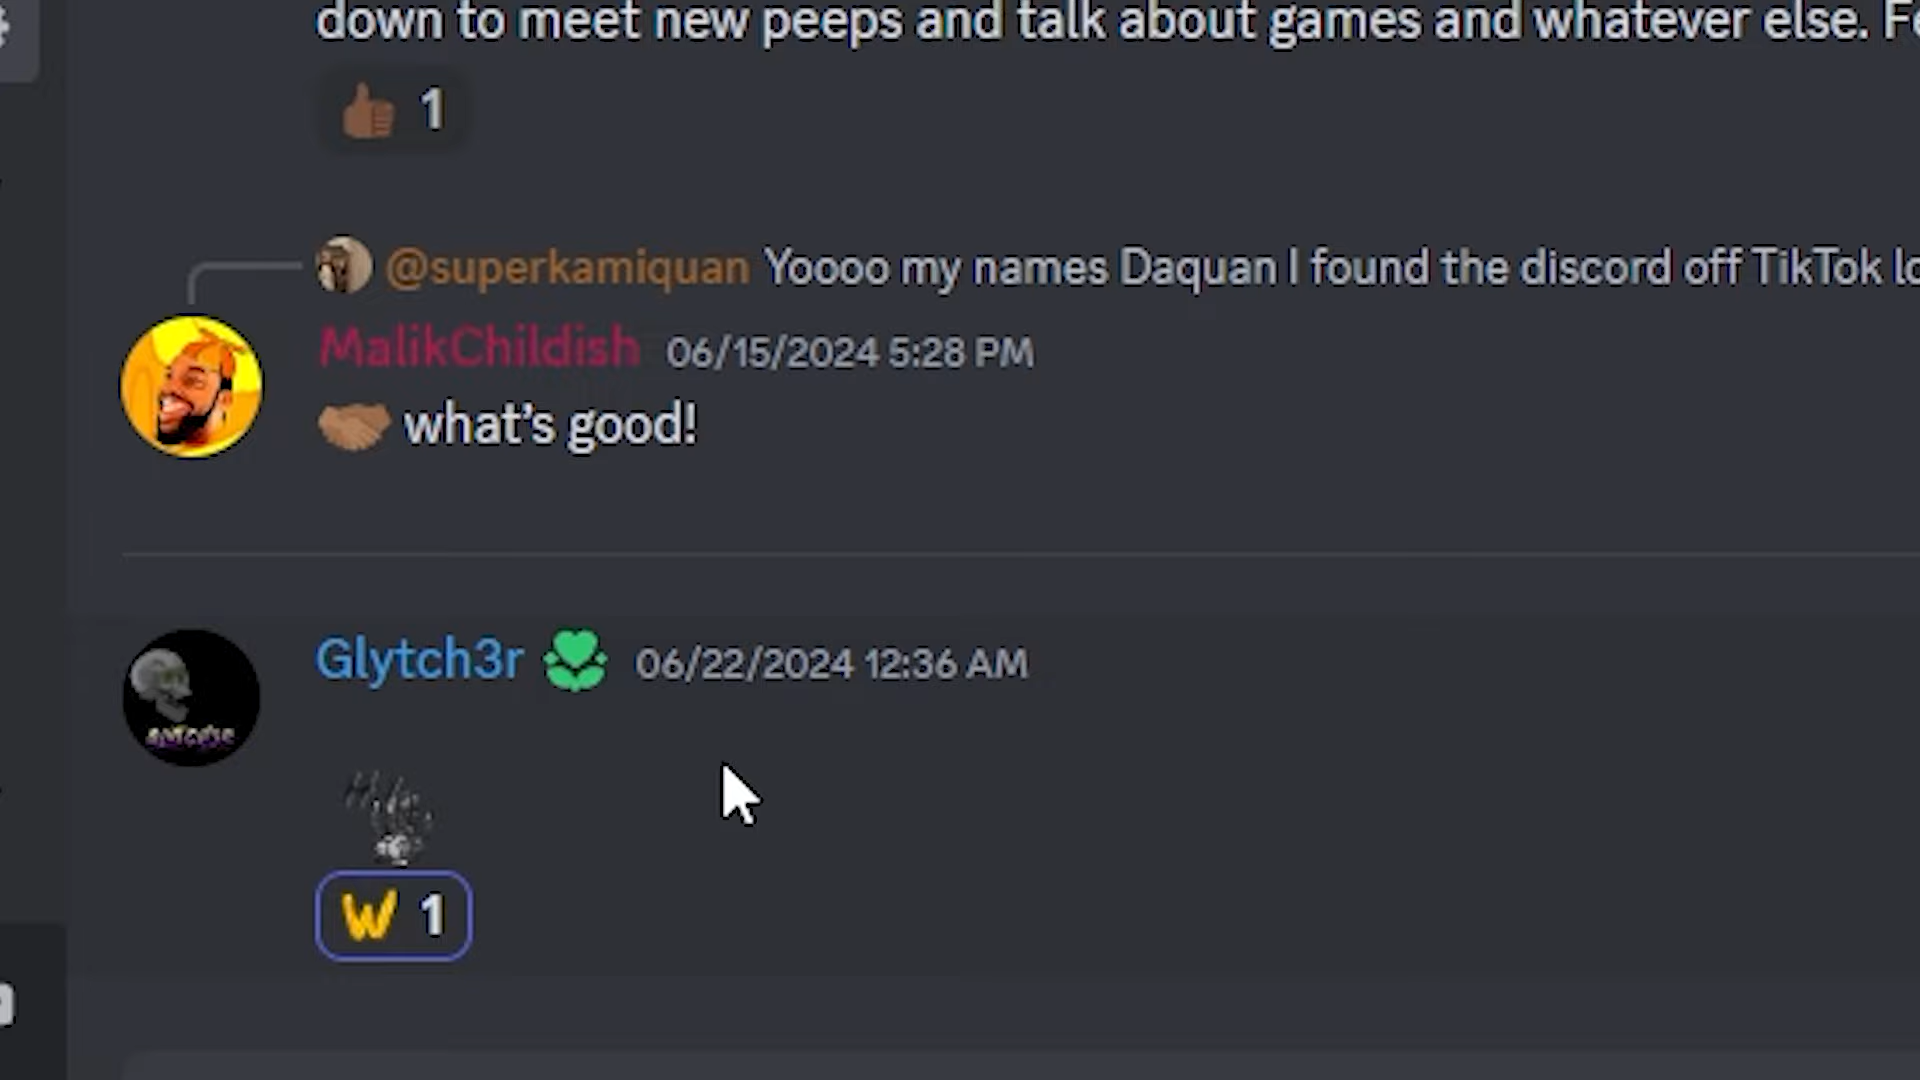 down to meet new peeps and talk about games and whatever else.
1
@superkamiquan Yoooo my names Daquan I found the discord off TikTok
MalikChildish 06/15/2024 5:28 PM
what's good!
Glytch3r 06/22/2024 12:36 AM
W 1